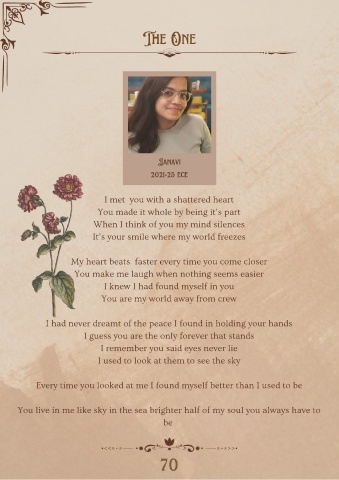 The One
Janavi
2021-25 ECE
I met you with a shattered heart
You made it whole by being it's part
When I think of you my mind silences
It's your smile where my world freezes
My heart beats faster every time you come closer
You make me laugh when nothing seems easier
I knew I had found myself in you
You are my world away from crew
I had never dreamt of the peace I found in holding your hands
I guess you are the only forever that stands
I remember you said eyes never lie
I used to look at them to see the sky
Every time you looked at me I found myself better than I used to be
You live in me like sky in the sea brighter half of my soul you always have to
be
70